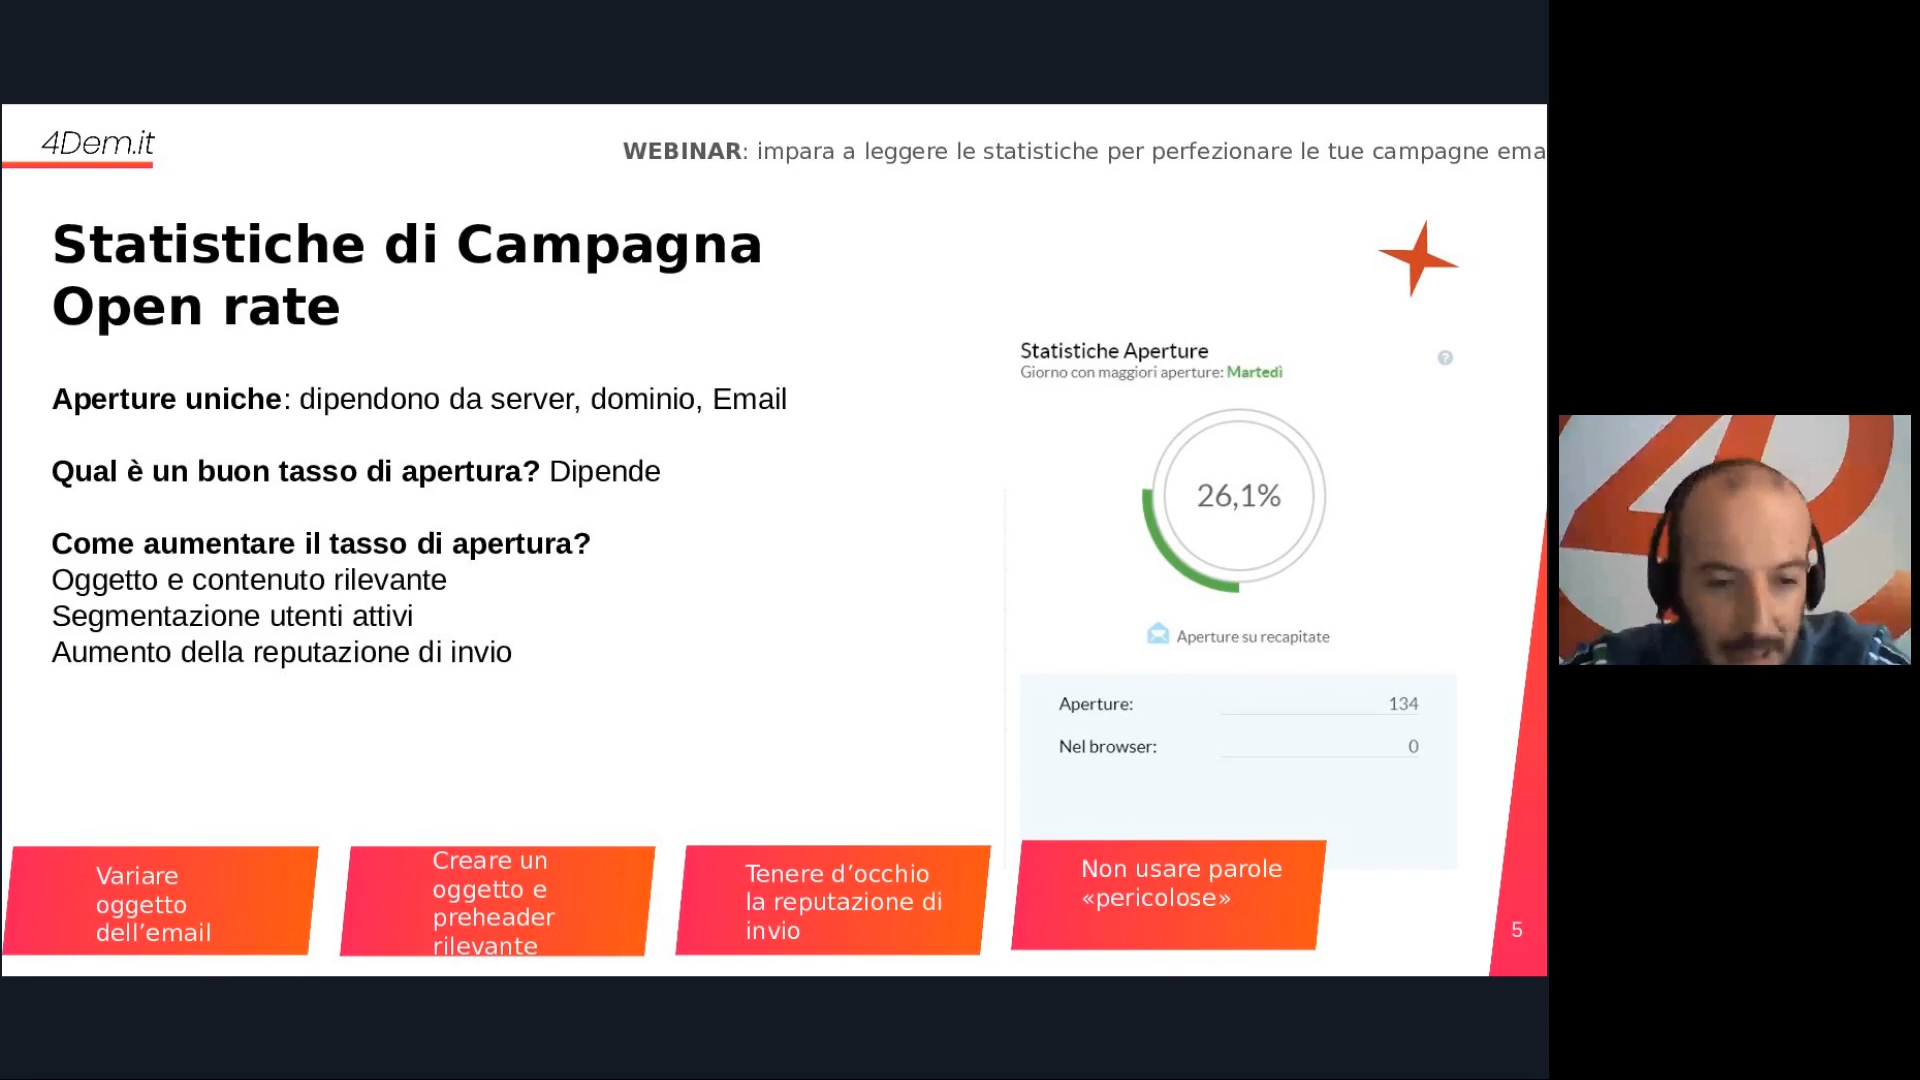 4Dem.it
WEBINAR: impara a leggere le statistiche per perfezionare le tue campagne ema
Statistiche di Campagna
Open rate
Aperture uniche: dipendono da server, dominio, Email
Qual è un buon tasso di apertura? Dipende
Come aumentare il tasso di apertura?
Oggetto e contenuto rilevante
Segmentazione utenti attivi
Aumento della reputazione di invio
Statistiche Aperture
?
Giorno con maggiori aperture: Martedì
26,1%
Aperture su recapitate
Aperture: 134
Nel browser: 0
Variare
oggetto
dell’email
Creare un
oggetto e
preheader
rilevante
Tenere d’occhio
la reputazione di
invio
Non usare parole
«pericolose»
5